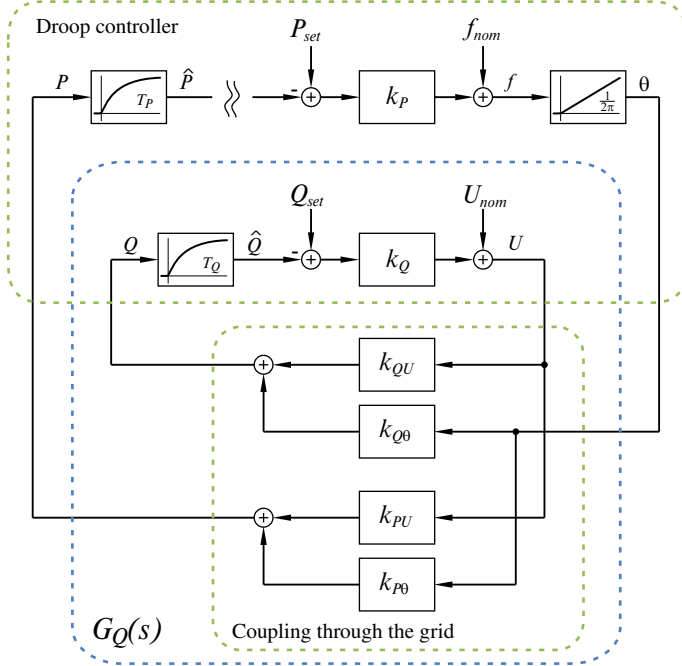 Droop controller
P_set
f_nom
P
T_P
P̂
-
k_P
f
1/2π
θ
Q_set
U_nom
Q
T_Q
Q̂
-
k_Q
U
k_QU
k_Qθ
k_PU
k_Pθ
G_Q(s)
Coupling through the grid